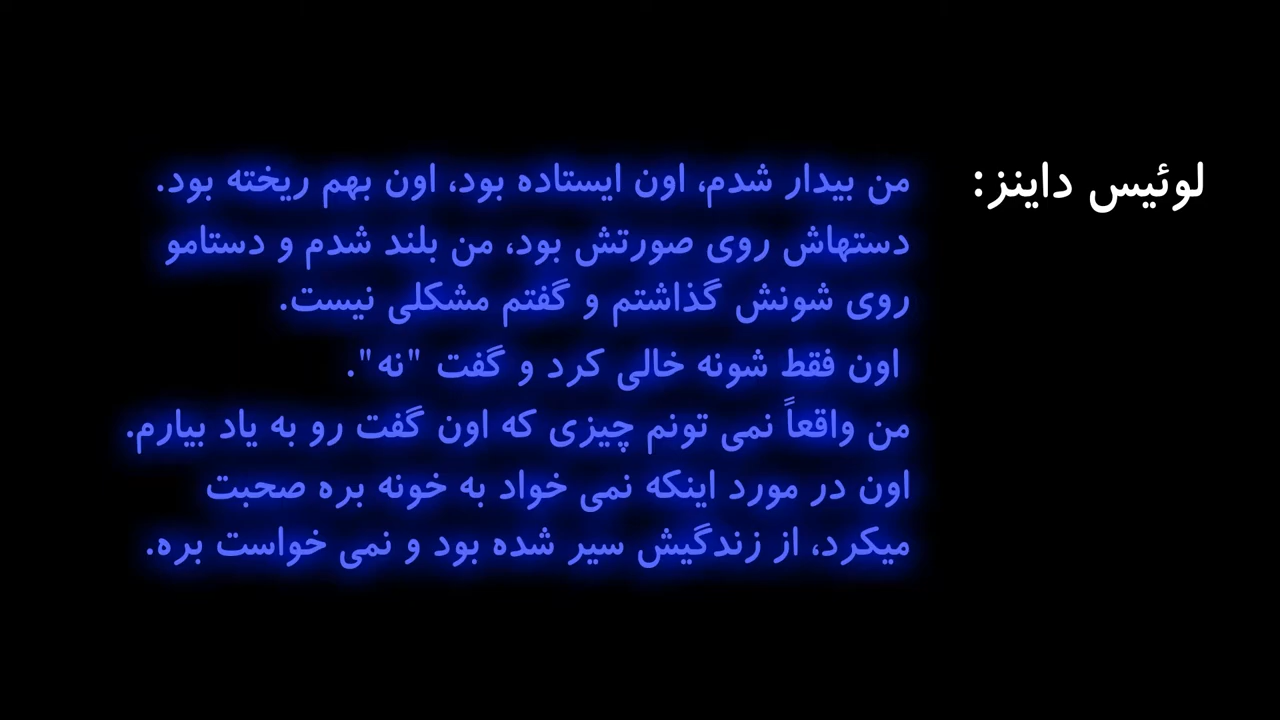 لوئیس داینز:
من بیدار شدم، اون ایستاده بود، اون بهم ریخته بود.
دستهاش روی صورتش بود، من بلند شدم و دستامو
روی شونش گذاشتم و گفتم مشکلی نیست.
اون فقط شونه خالی کرد و گفت "نه".
من واقعاً نمی تونم چیزی که اون گفت رو به یاد بیارم.
اون در مورد اینکه نمی خواد به خونه بره صحبت
میکرد، از زندگیش سیر شده بود و نمی خواست بره.